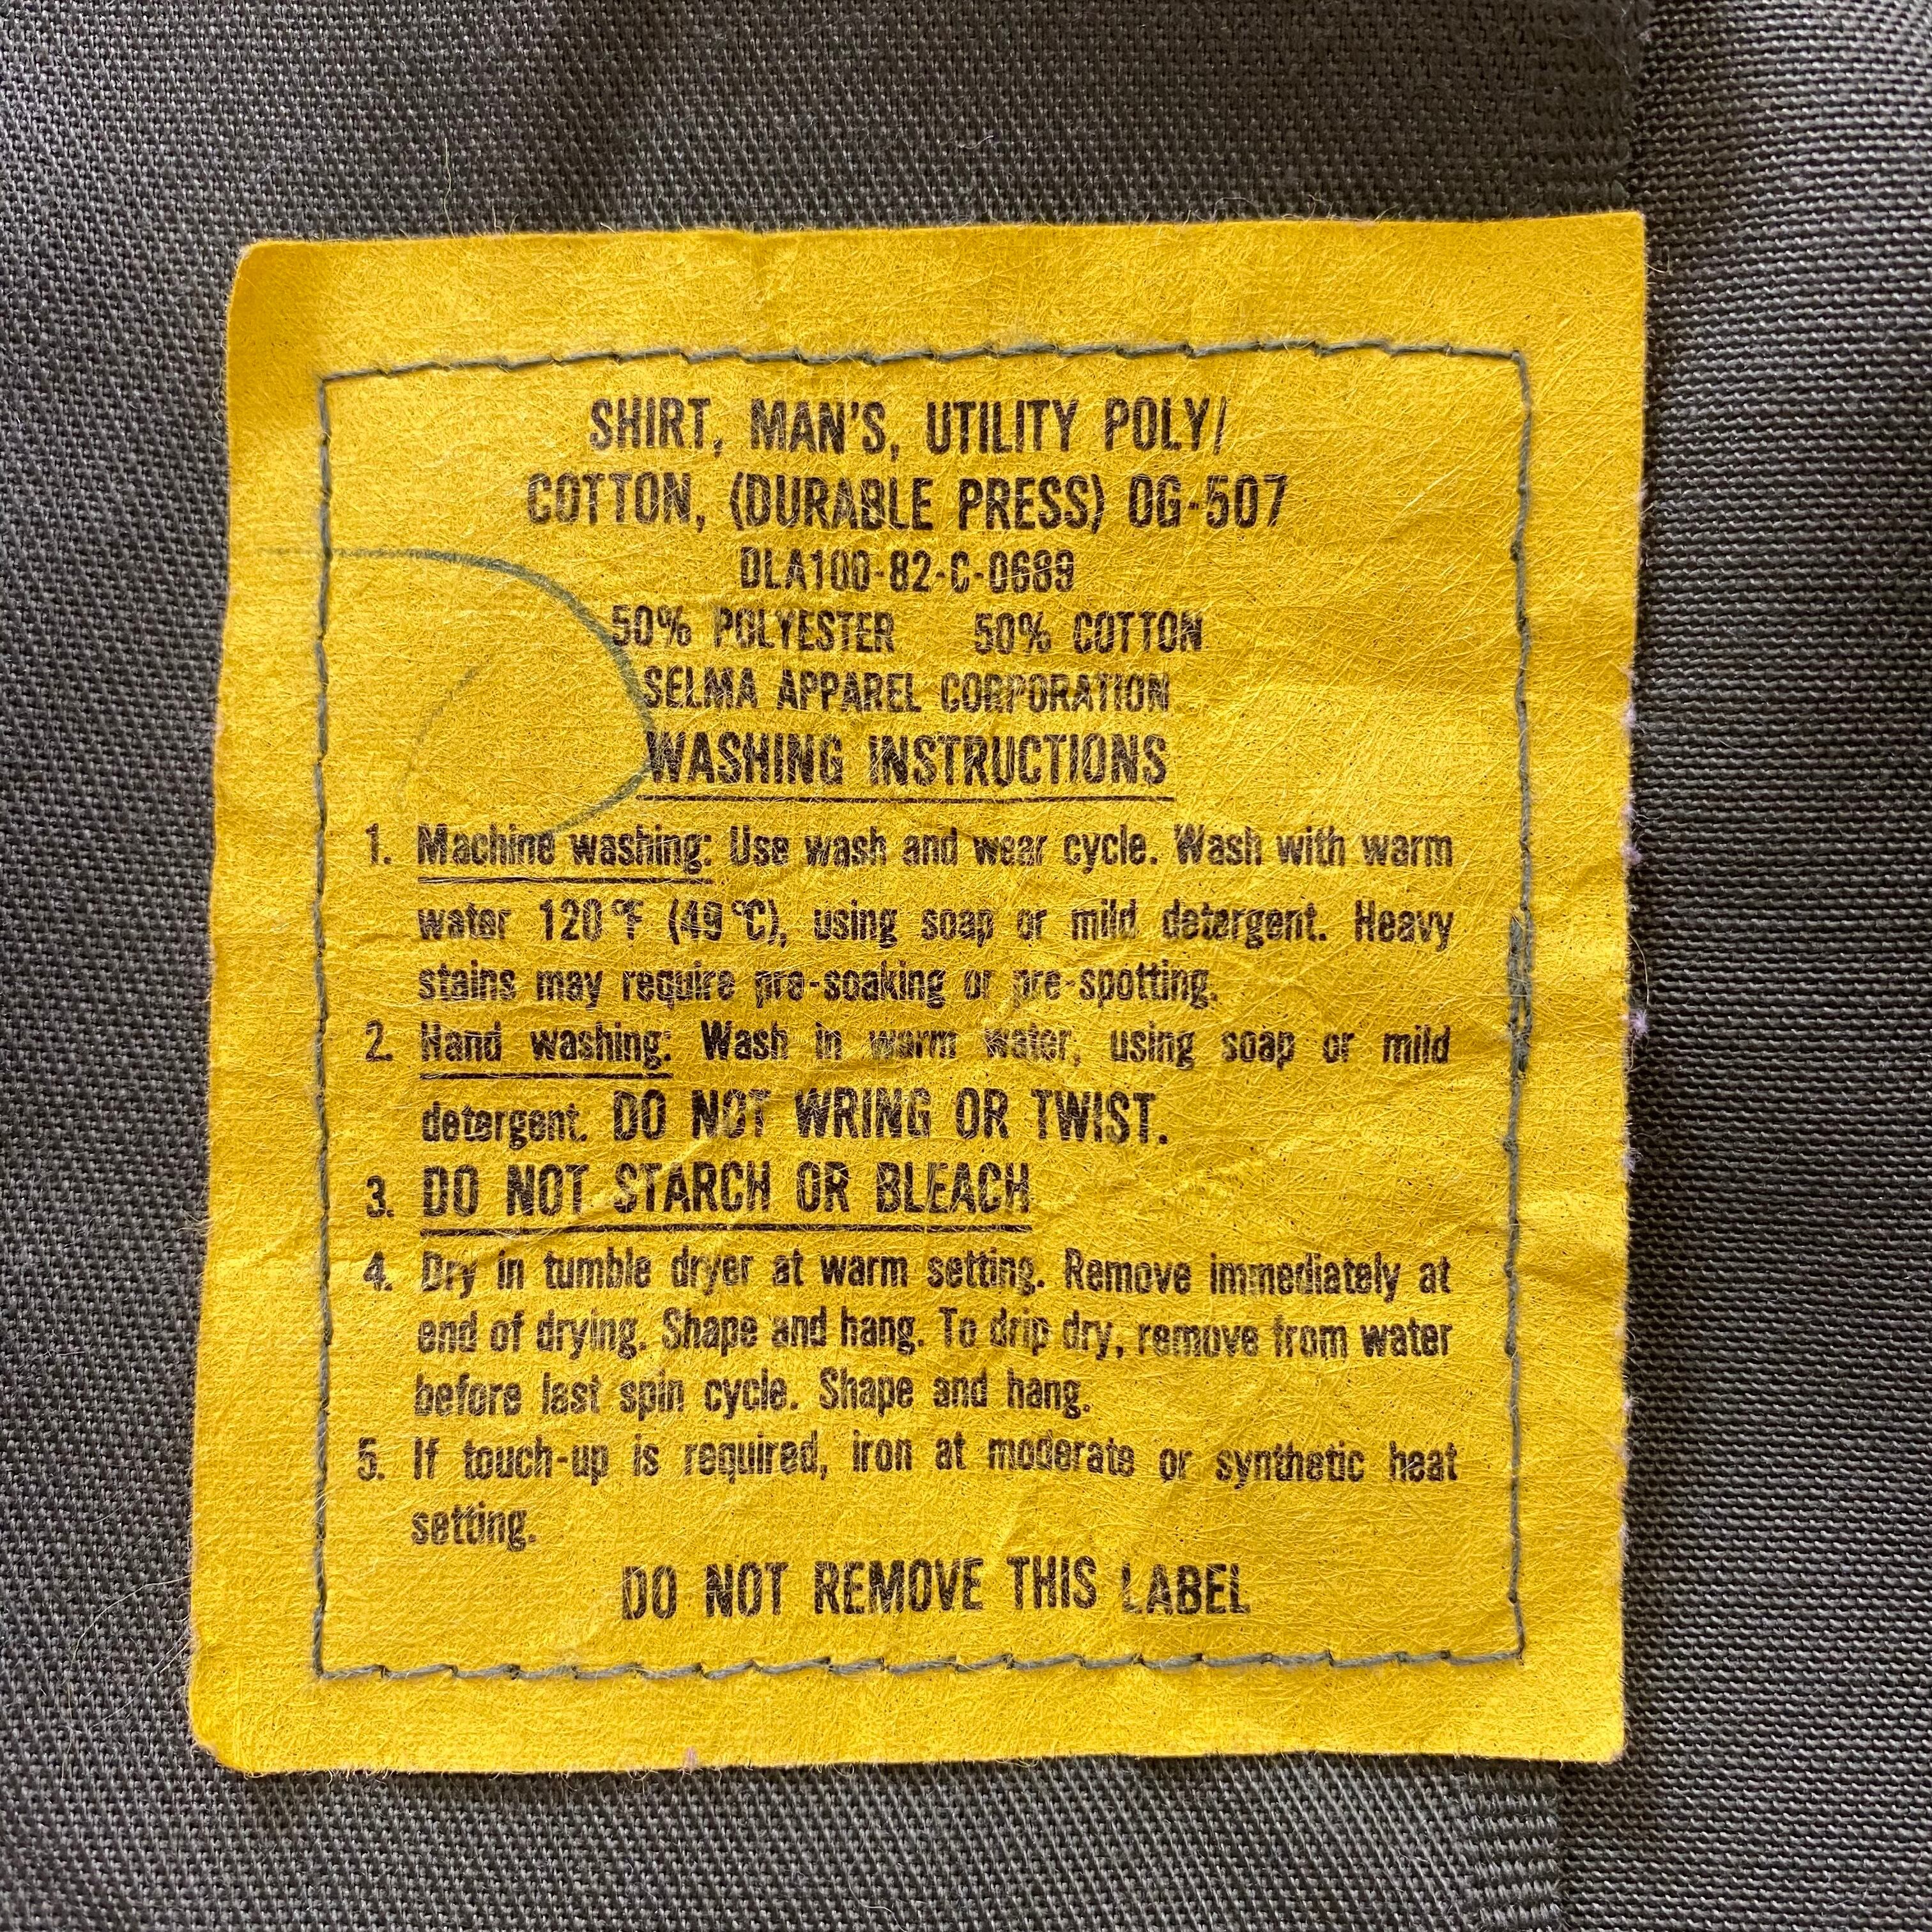 SHIRT, MAN'S, UTILITY POLY/
COTTON, (DURABLE PRESS) OG-507
DLA100-82-C-0689
50% POLYESTER 50% COTTON
SELMA APPAREL CORPORATION
WASHING INSTRUCTIONS
1. Machine washing: Use wash and wear cycle. Wash with warm
water 120°F (49°C), using soap or mild detergent. Heavy
stains may require pre-soaking or pre-spotting.
2. Hand washing: Wash in warm water, using soap or mild
detergent. DO NOT WRING OR TWIST.
3. DO NOT STARCH OR BLEACH
4. Dry in tumble dryer at warm setting. Remove immediately at
end of drying. Shape and hang. To drip dry, remove from water
before last spin cycle. Shape and hang.
5. If touch-up is required, iron at moderate or synthetic heat
setting.
DO NOT REMOVE THIS LABEL